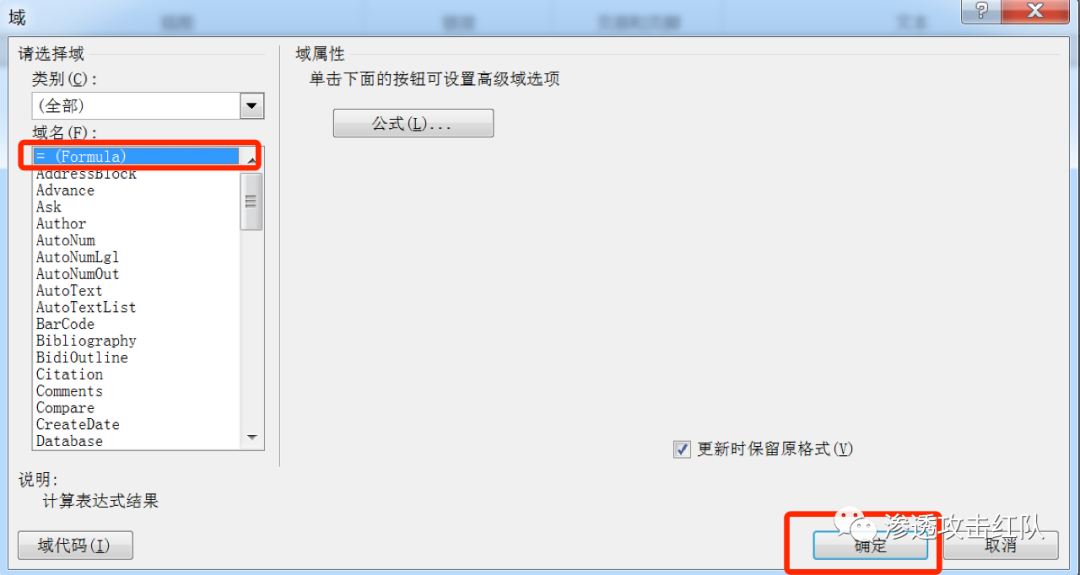 域
请选择域
类别(C):
(全部)
域名(F):
= (Formula)
AddressBlock
Advance
Ask
Author
AutoNum
AutoNumLgl
AutoNumOut
AutoText
AutoTextList
BarCode
Bibliography
BidiOutline
Citation
Comments
Compare
CreateDate
Database
说明:
计算表达式结果
域代码(I)
域属性
单击下面的按钮可设置高级域选项
公式(L)...
更新时保留原格式(V)
渗透攻击红队
确定
取消